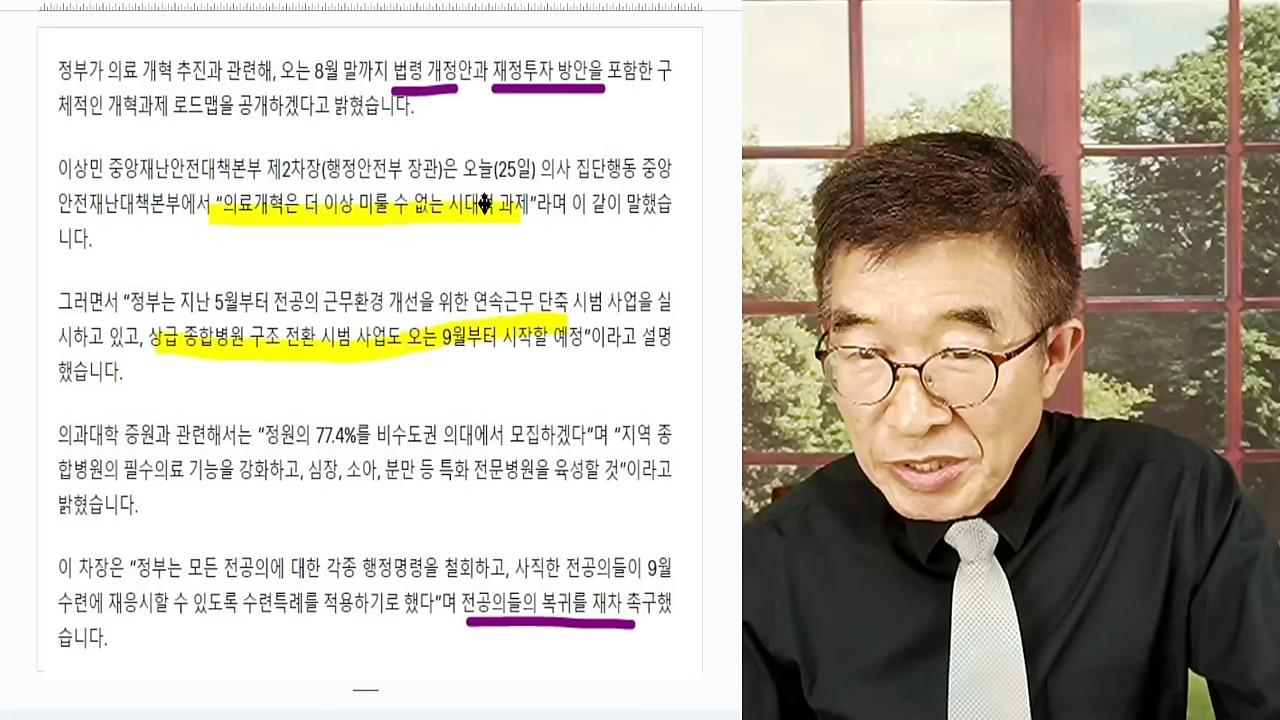 정부가 의료 개혁 추진과 관련해, 오는 8월 말까지 법령 개정안과 재정투자 방안을 포함한 구
체적인 개혁과제 로드맵을 공개하겠다고 밝혔습니다.
이상민 중앙재난안전대책본부 제2차장(행정안전부 장관)은 오늘(25일) 의사 집단행동 중앙
안전재난대책본부에서 “의료개혁은 더 이상 미룰 수 없는 시대적 과제”라며 이 같이 말했습
니다.
그러면서 “정부는 지난 5월부터 전공의 근무환경 개선을 위한 연속근무 단축 시범 사업을 실
시하고 있고, 상급 종합병원 구조 전환 시범 사업도 오는 9월부터 시작할 예정”이라고 설명
했습니다.
의과대학 증원과 관련해서는 “정원의 77.4%를 비수도권 의대에서 모집하겠다”며 “지역 종
합병원의 필수의료 기능을 강화하고, 심장, 소아, 분만 등 특화 전문병원을 육성할 것”이라고
밝혔습니다.
이 차장은 “정부는 모든 전공의에 대한 각종 행정명령을 철회하고, 사직한 전공의들이 9월
수련에 재응시할 수 있도록 수련특례를 적용하기로 했다”며 전공의들의 복귀를 재차 촉구했
습니다.